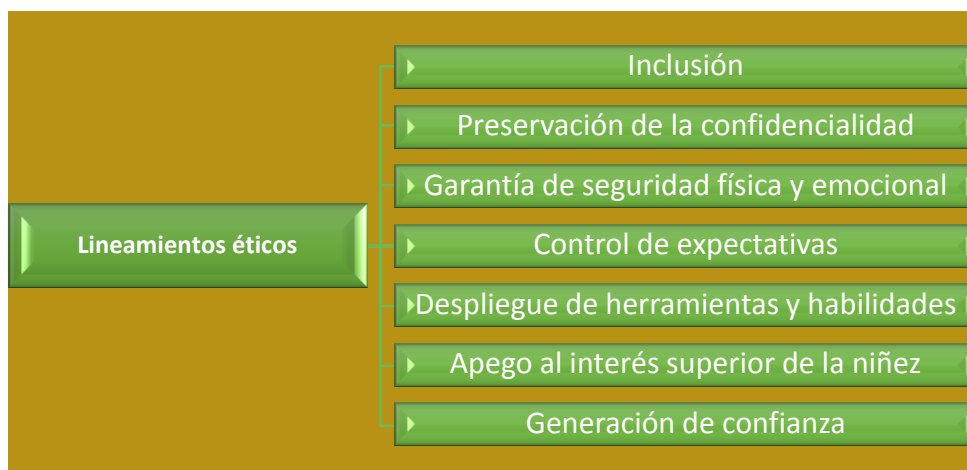 Lineamientos éticos
Inclusión
Preservación de la confidencialidad
Garantía de seguridad física y emocional
Control de expectativas
Despliegue de herramientas y habilidades
Apego al interés superior de la niñez
Generación de confianza